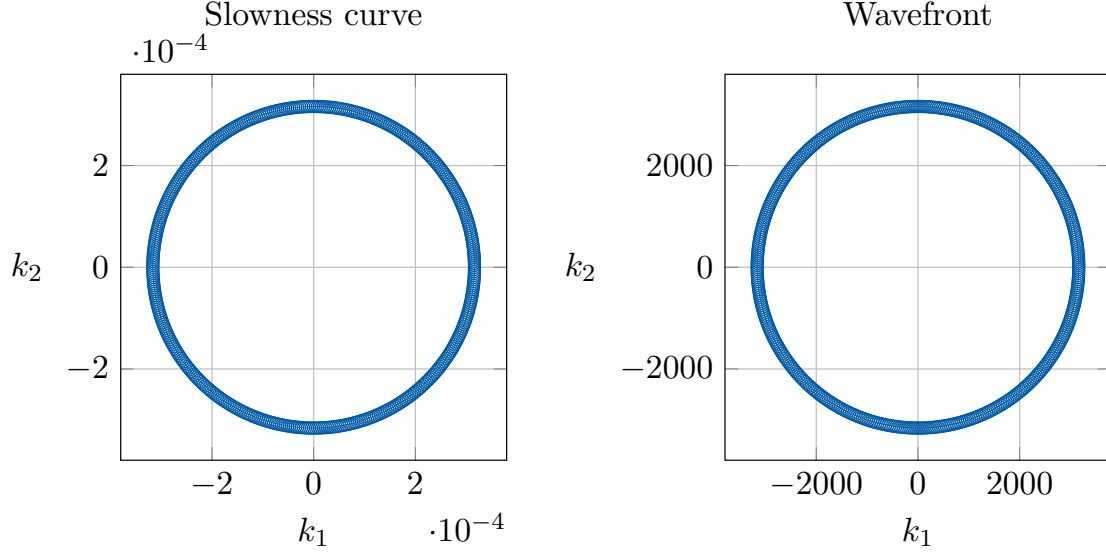 Slowness curve
·10⁻⁴
2
0
−2
k₂
−2 0 2
·10⁻⁴
k₁
Wavefront
2000
0
−2000
k₂
−2000 0 2000
k₁